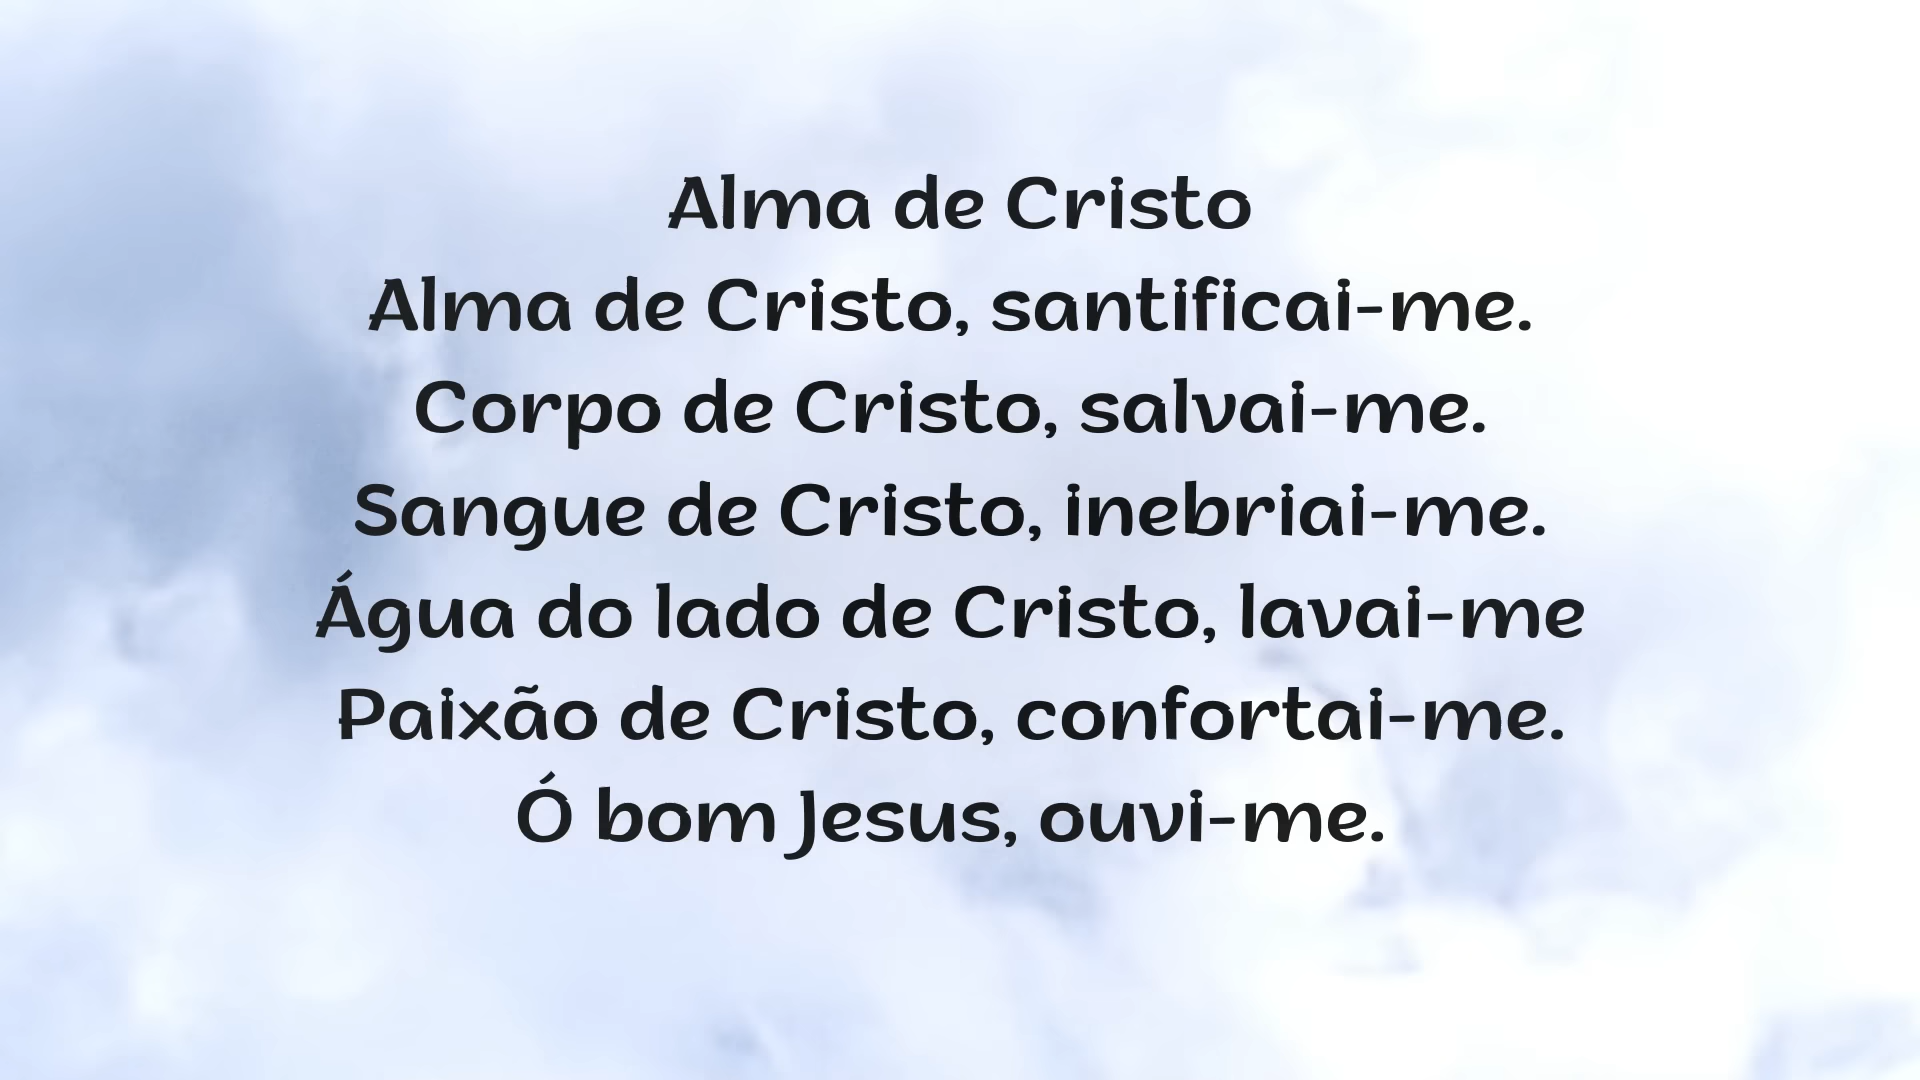 Alma de Cristo
Alma de Cristo, santificai-me.
Corpo de Cristo, salvai-me.
Sangue de Cristo, inebriai-me.
Água do lado de Cristo, lavai-me
Paixão de Cristo, confortai-me.
Ó bom Jesus, ouvi-me.